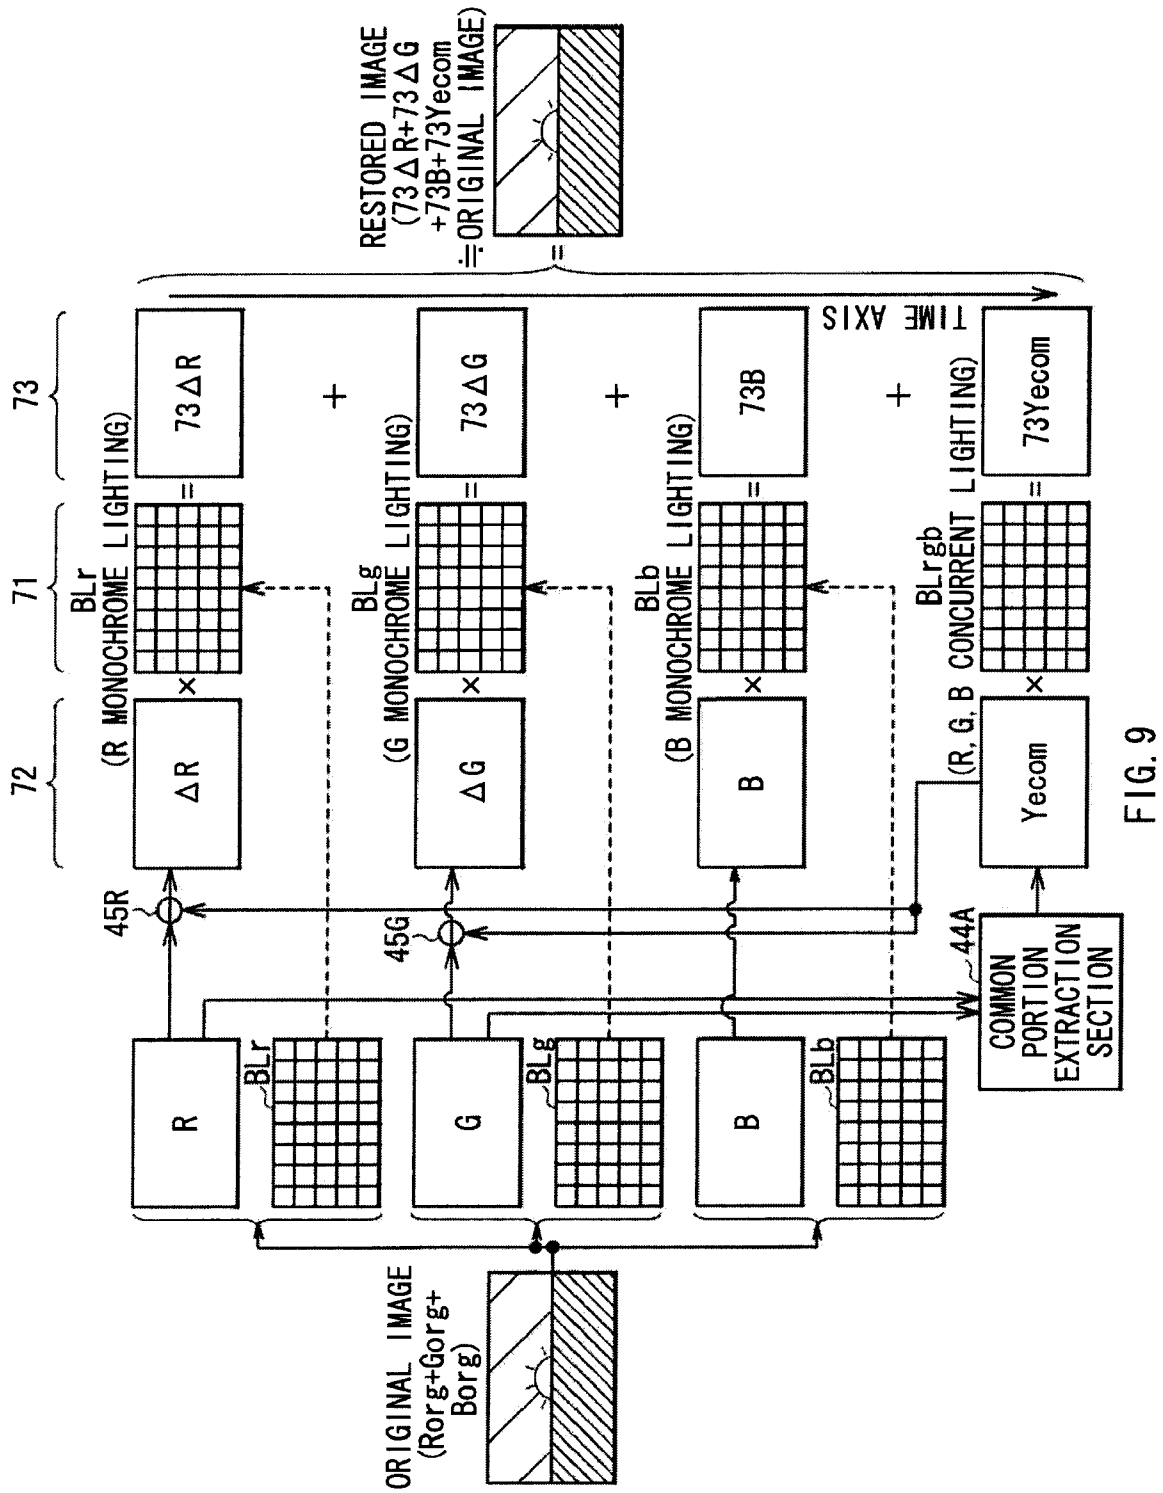 72
71
73
BLr
(R MONOCHROME LIGHTING)
45R
R
ΔR
×
=
73ΔR
BLr
+
BLg
(G MONOCHROME LIGHTING)
45G
G
ΔG
×
=
73ΔG
BLg
+
BLb
(B MONOCHROME LIGHTING)
B
B
×
=
73B
BLb
+
BLrgb
(R, G, B CONCURRENT LIGHTING)
44A
COMMON
PORTION
EXTRACTION
SECTION
Yecom
×
=
73Yecom
TIME AXIS
ORIGINAL IMAGE
(Rorg+Gorg+
Borg)
=
RESTORED IMAGE
(73ΔR+73ΔG
+73B+73Yecom
≒ORIGINAL IMAGE)
FIG. 9